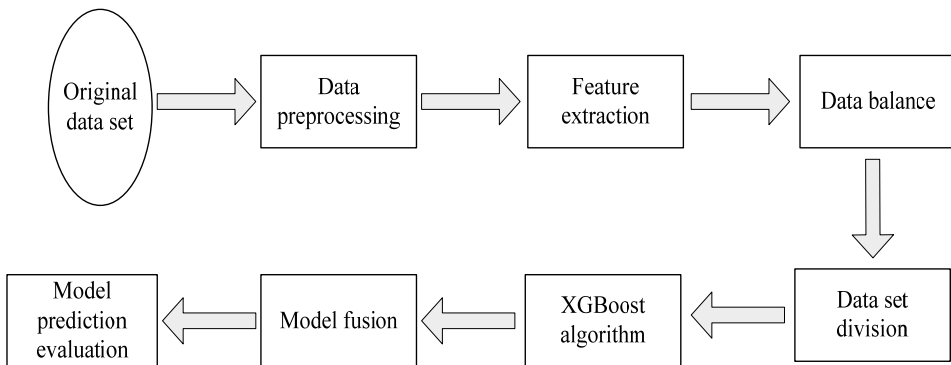 Original
data set
Data
preprocessing
Feature
extraction
Data balance
Data set
division
XGBoost
algorithm
Model fusion
Model
prediction
evaluation